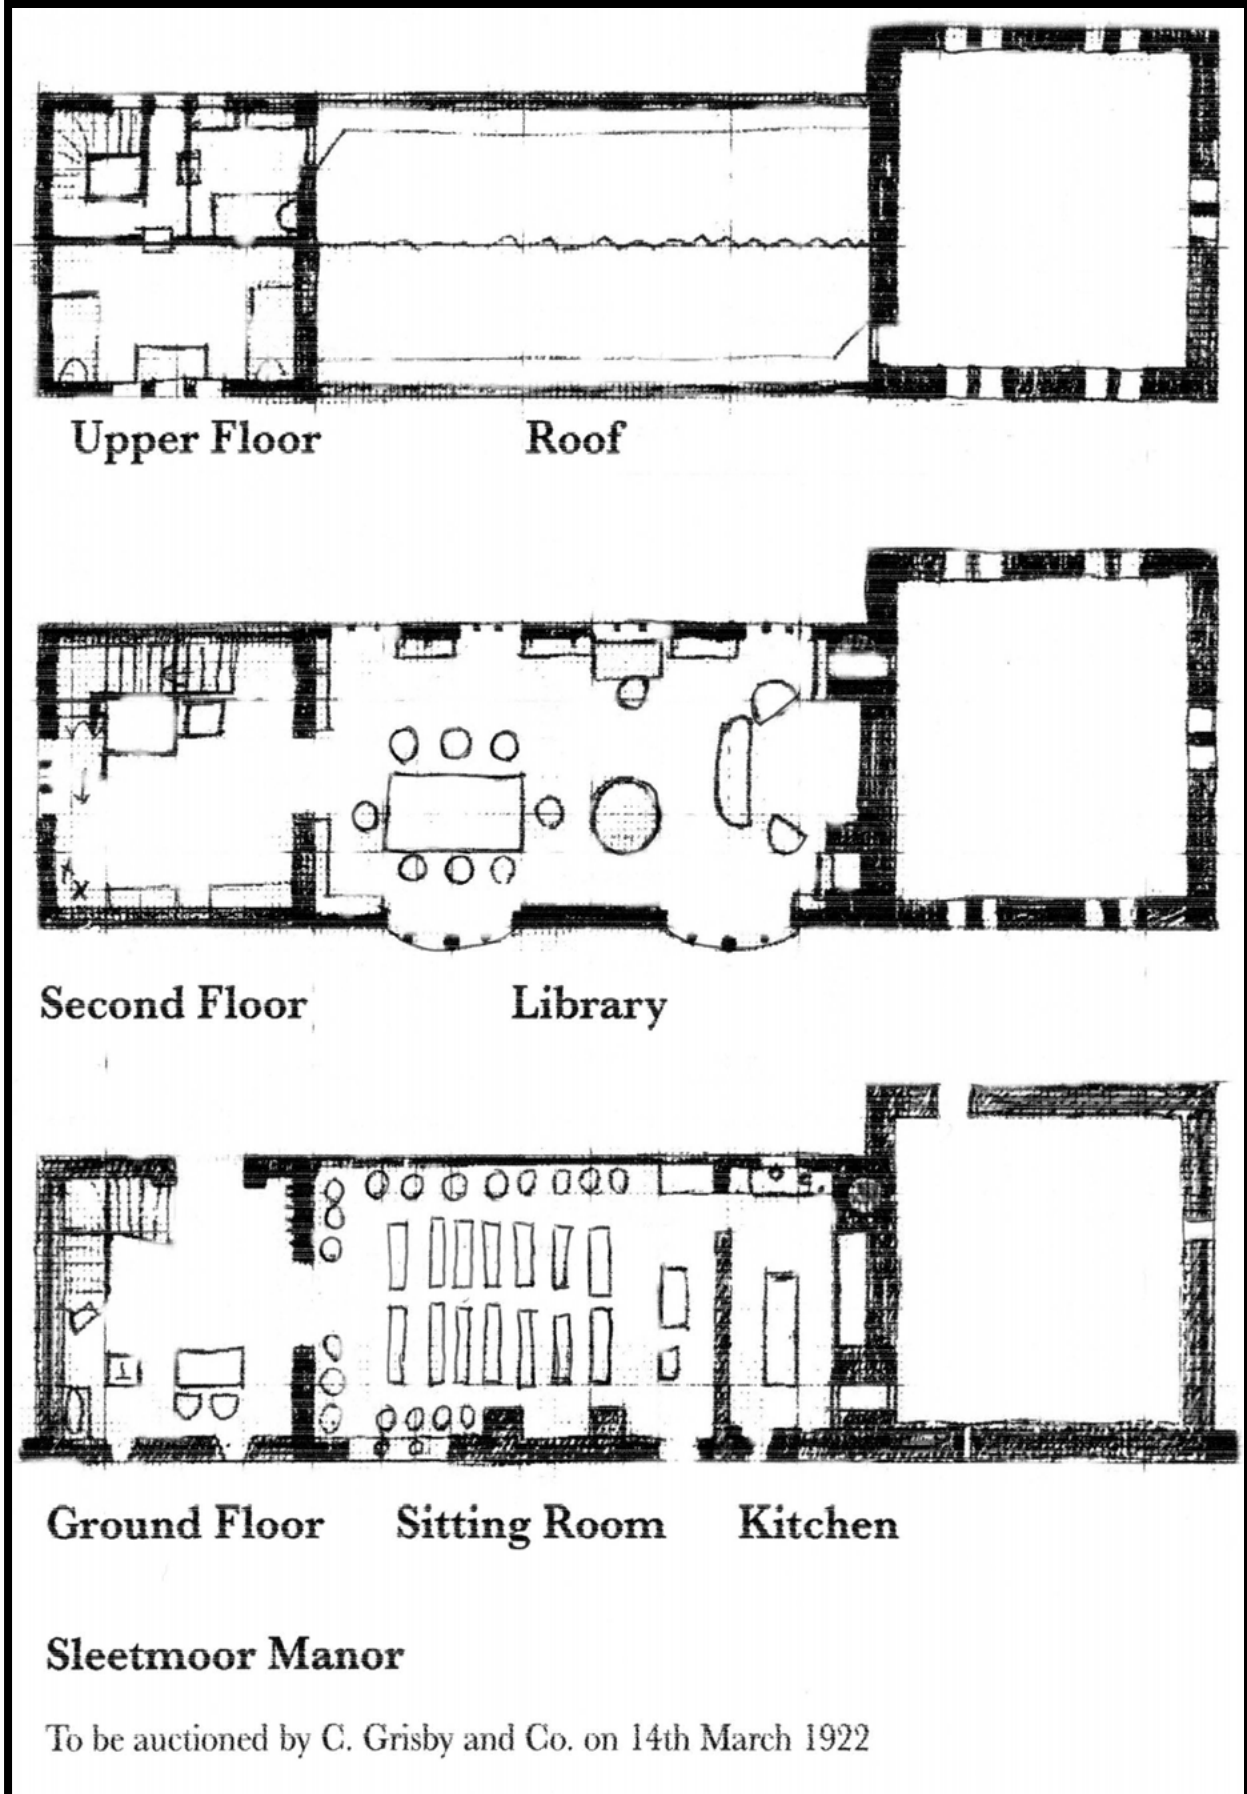 Upper Floor Roof
Second Floor Library
Ground Floor Sitting Room Kitchen
Sleetmoor Manor
To be auctioned by C. Grisby and Co. on 14th March 1922